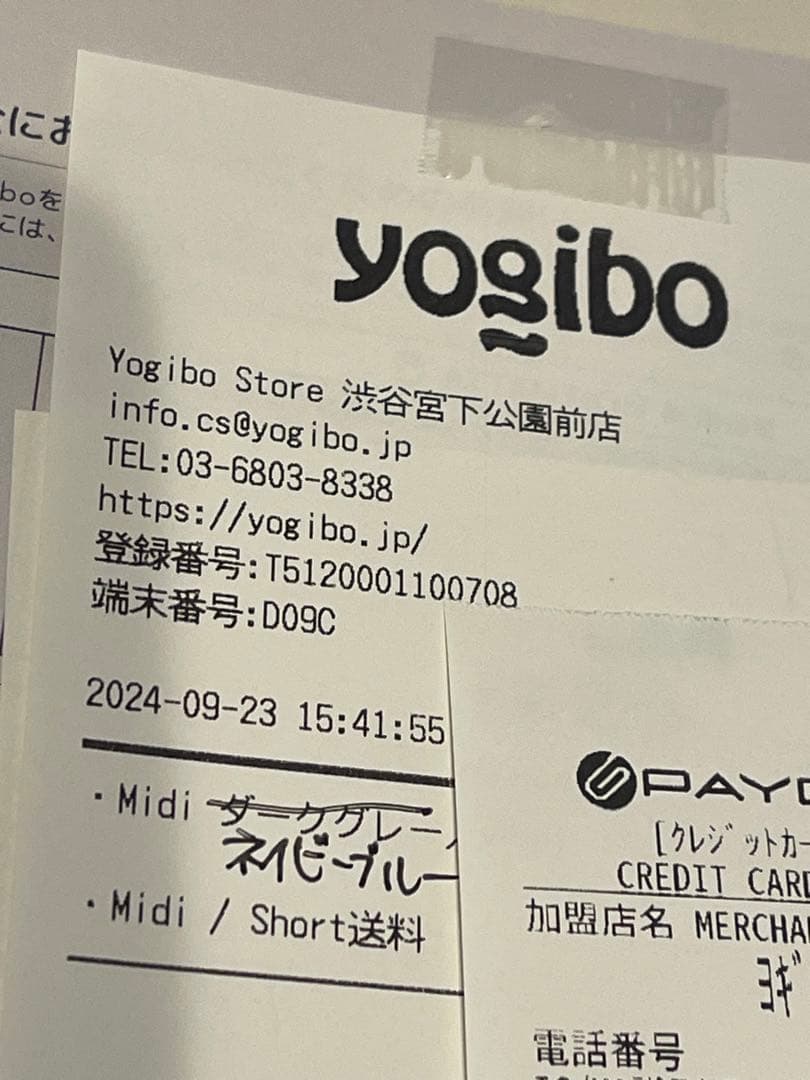 にお
boを
には、
yogibo
Yogibo Store 渋谷宮下公園前店
info.cs@yogibo.jp
TEL:03-6803-8338
https://yogibo.jp/
登録番号:T5120001100708
端末番号:D09C
2024-09-23 15:41:55
・Midi ダークグレー
ネイビーブルー
・Midi / Short送料
PAYG
[クレジットカー
CREDIT CARD
加盟店名 MERCHA
ヨギ
電話番号